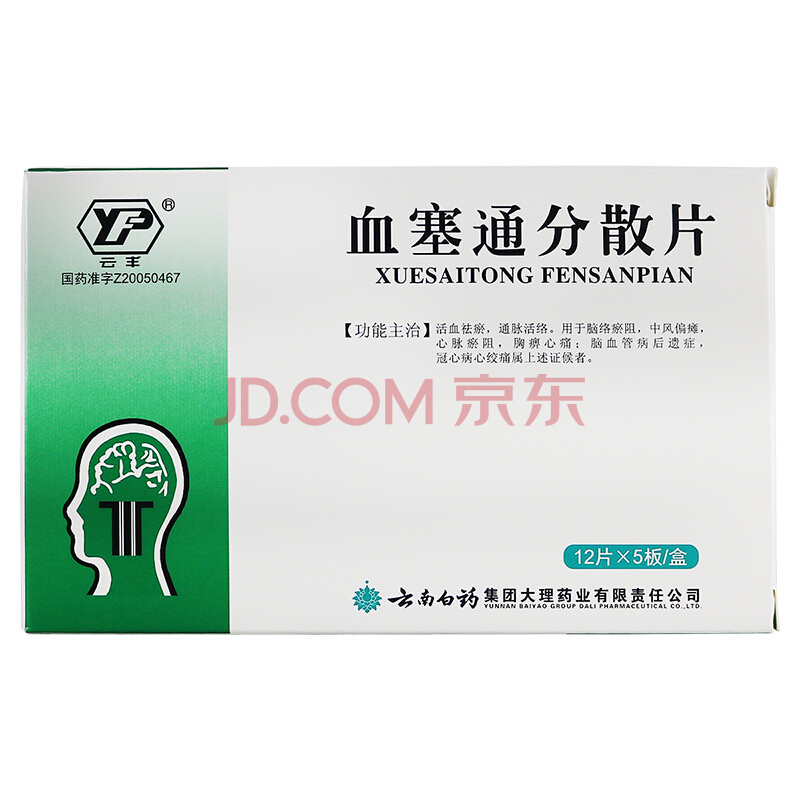 YP®
云丰
国药准字Z20050467
血塞通分散片
XUESAITONG FENSANPIAN
【功能主治】活血祛瘀，通脉活络。用于脑络瘀阻，中风偏瘫，
心脉瘀阻，胸痹心痛；脑血管病后遗症，
冠心病心绞痛属上述证候者。
JD.COM 京东
12片×5板/盒
云南白药集团大理药业有限责任公司
YUNNAN BAIYAO GROUP DALI PHARMACEUTICAL CO.,LTD.